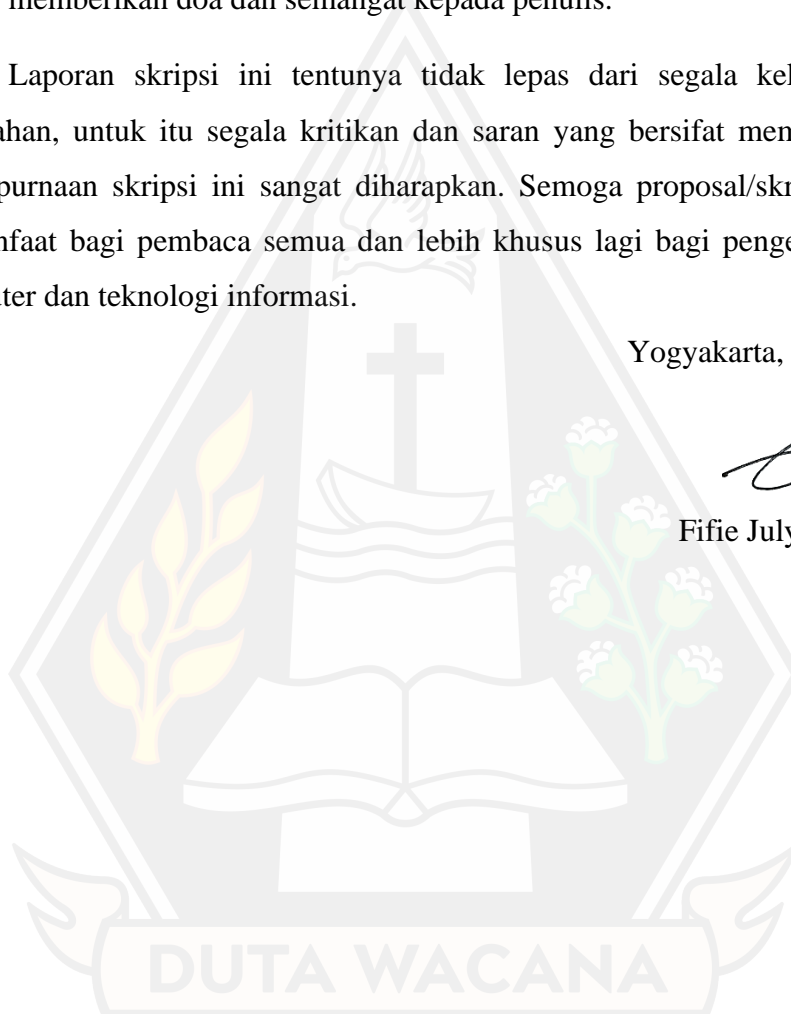 memberikan doa dan semangat kepada penulis.
Laporan skripsi ini tentunya tidak lepas dari segala kel
ahan, untuk itu segala kritikan dan saran yang bersifat mem
purnaan skripsi ini sangat diharapkan. Semoga proposal/skr
nfaat bagi pembaca semua dan lebih khusus lagi bagi penge
ter dan teknologi informasi.
Yogyakarta,
Fifie July
DUTA WACANA